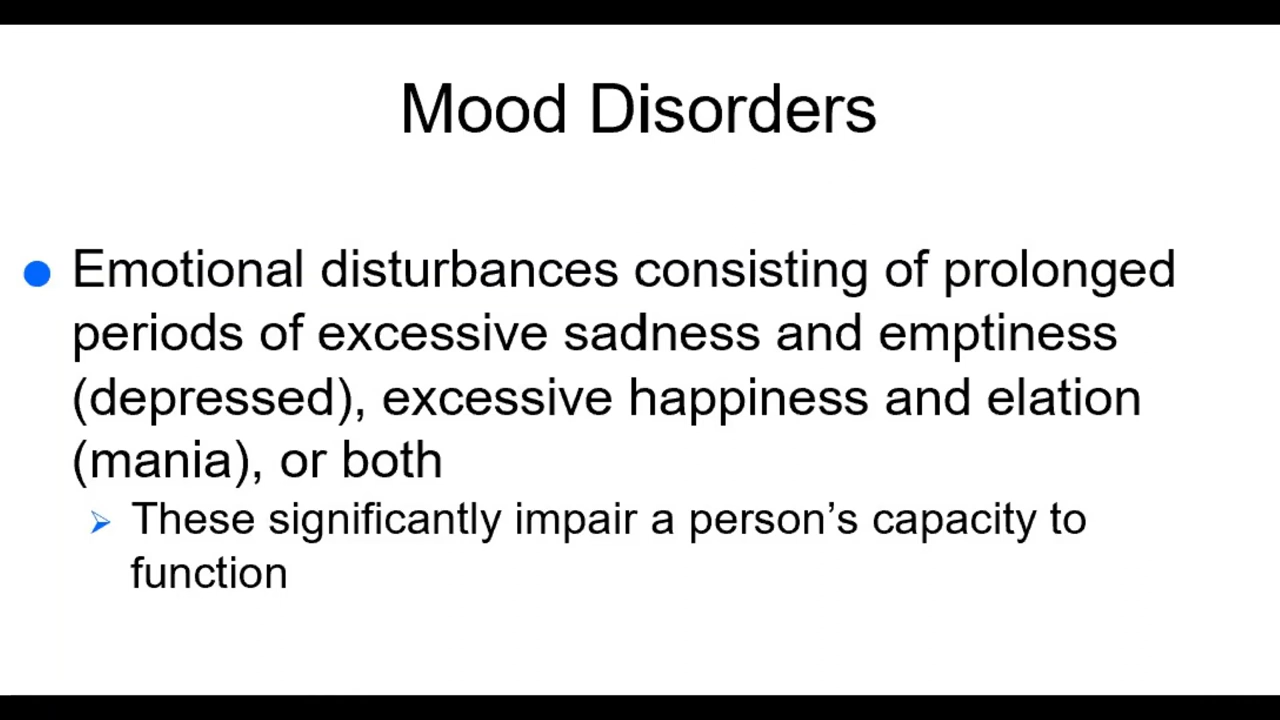 Mood Disorders
Emotional disturbances consisting of prolonged
periods of excessive sadness and emptiness
(depressed), excessive happiness and elation
(mania), or both
These significantly impair a person’s capacity to
function